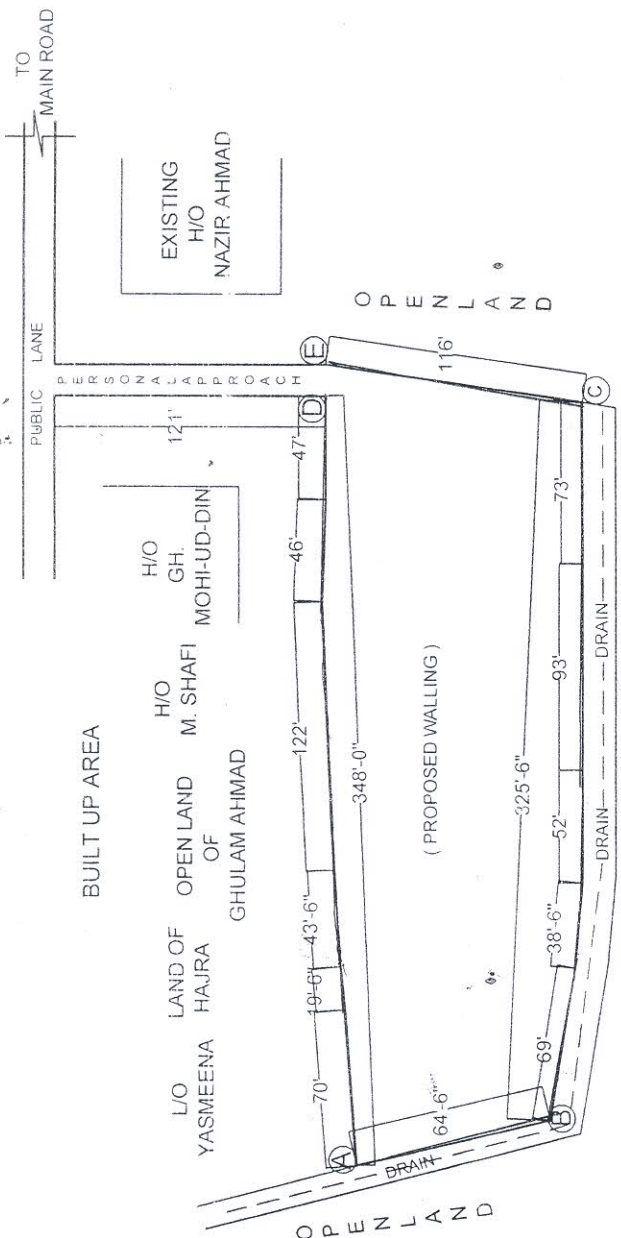 TO
MAIN ROAD
PUBLIC LANE
PERSONAL APPROACH
EXISTING
H/O
NAZIR AHMAD
OPEN LAND
BUILT UP AREA
L/O
YASMEENA
LAND OF
HAJRA
OPEN LAND
OF
GHULAM AHMAD
H/O
M. SHAFI
H/O
GH.
MOHI-UD-DIN
121'
A
B
C
D
E
70'
19'-6"
43'-6"
122'
46'
47'
348'-0"
116'
( PROPOSED WALLING )
325'-6"
64'-6"
69'
38'-6"
52'
93'
73'
DRAIN
DRAIN
DRAIN
OPEN LAND